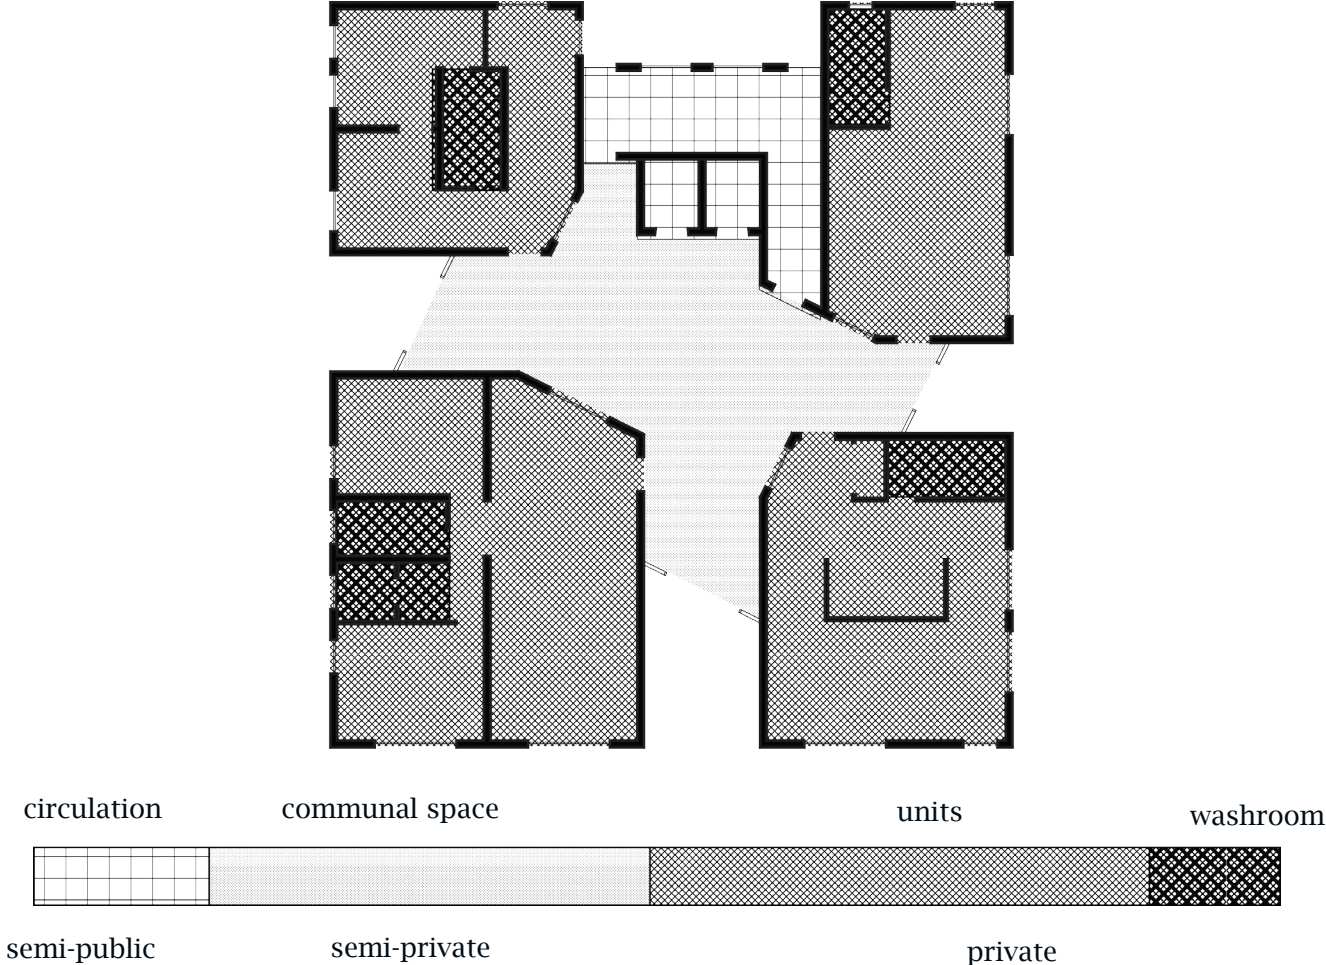 circulation communal space units washroom
semi-public semi-private private